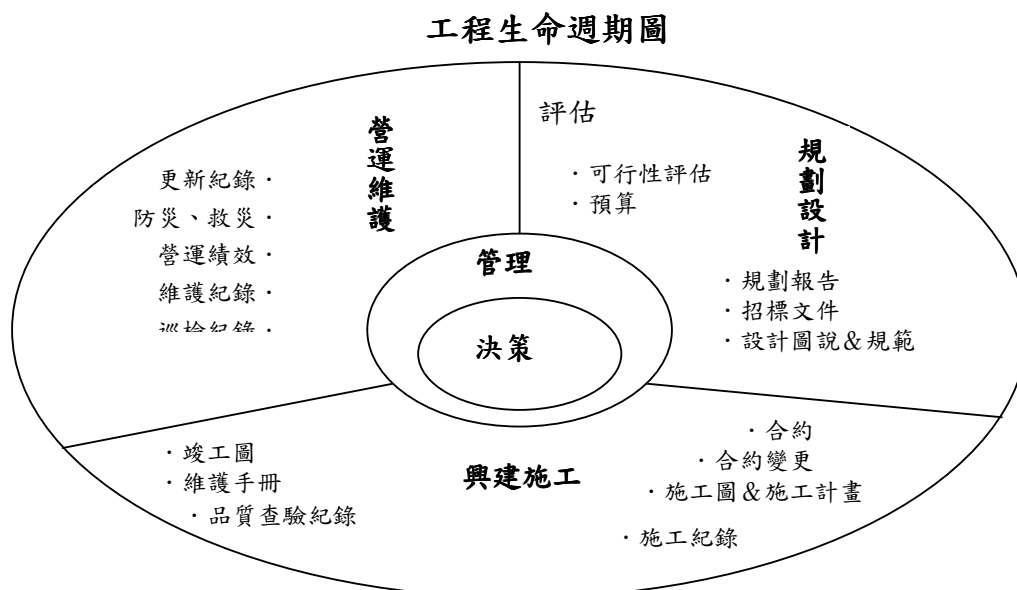 工程生命週期圖
評估
・可行性評估
・預算
規劃設計
・規劃報告
・招標文件
・設計圖說&規範
營運維護
更新紀錄・
防災、救災・
營運績效・
維護紀錄・
巡檢紀錄・
管理
決策
興建施工
・合約
・合約變更
・施工圖&施工計畫
・施工紀錄
・竣工圖
・維護手冊
・品質查驗紀錄